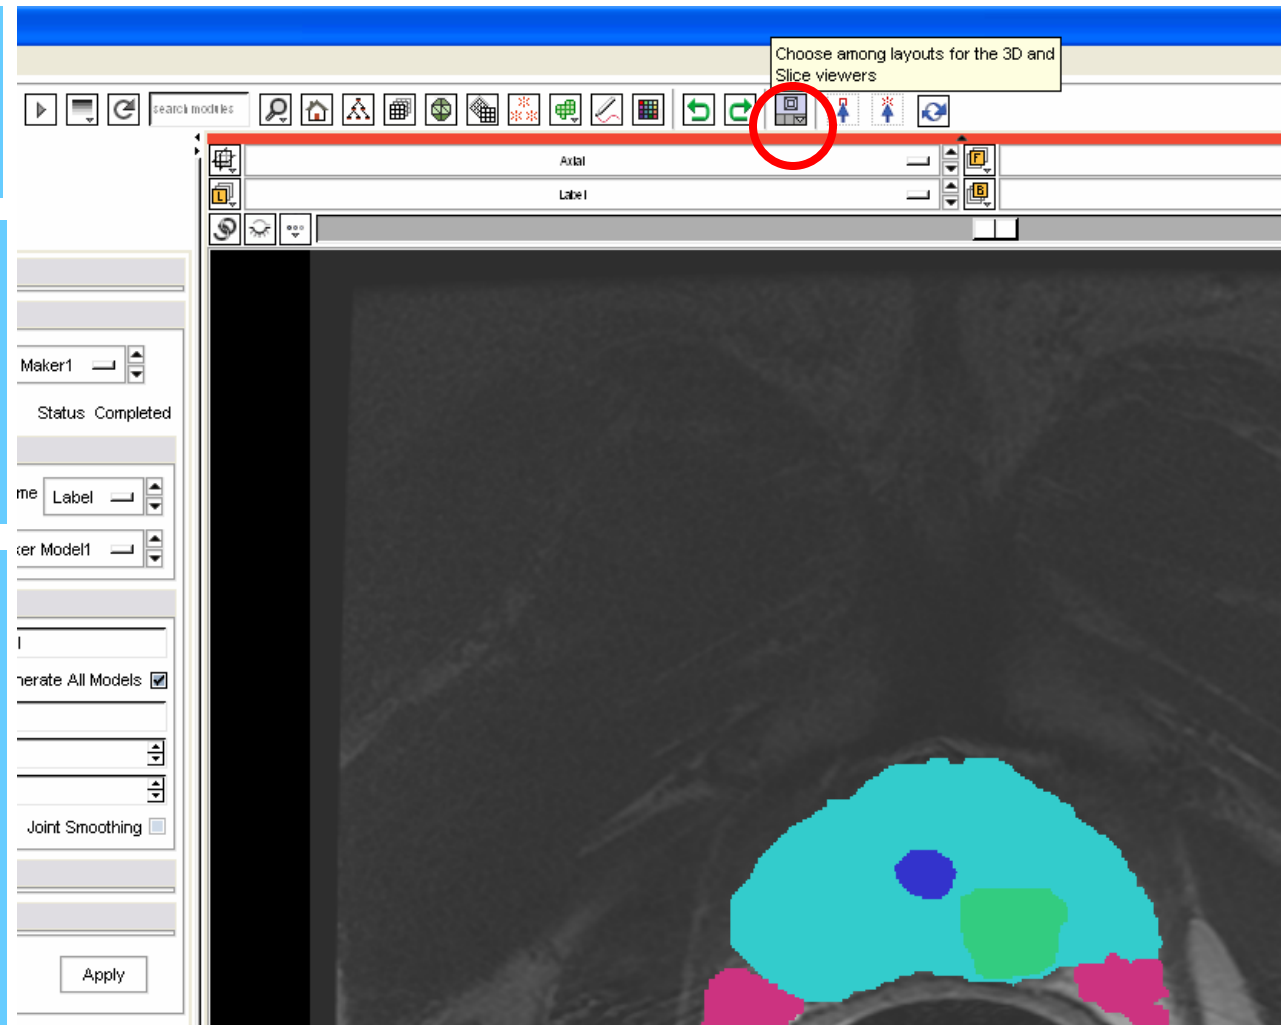 Choose among layouts for the 3D and
Slice viewers
search modules
Axial
F
L
Label
B
Maker1
Status Completed
me Label
ker Model1
l
nerate All Models
Joint Smoothing
Apply